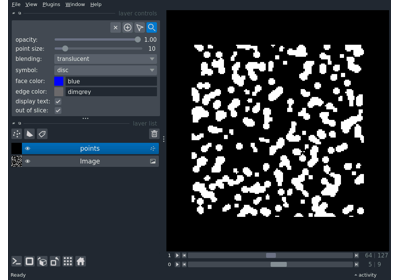 File View Plugins Window Help
layer controls
opacity: 1.00
point size: 10
blending: translucent
symbol: disc
face color: blue
edge color: dimgrey
display text:
out of slice:
layer list
points
Image
1 64 127
0 5 9
Ready activity